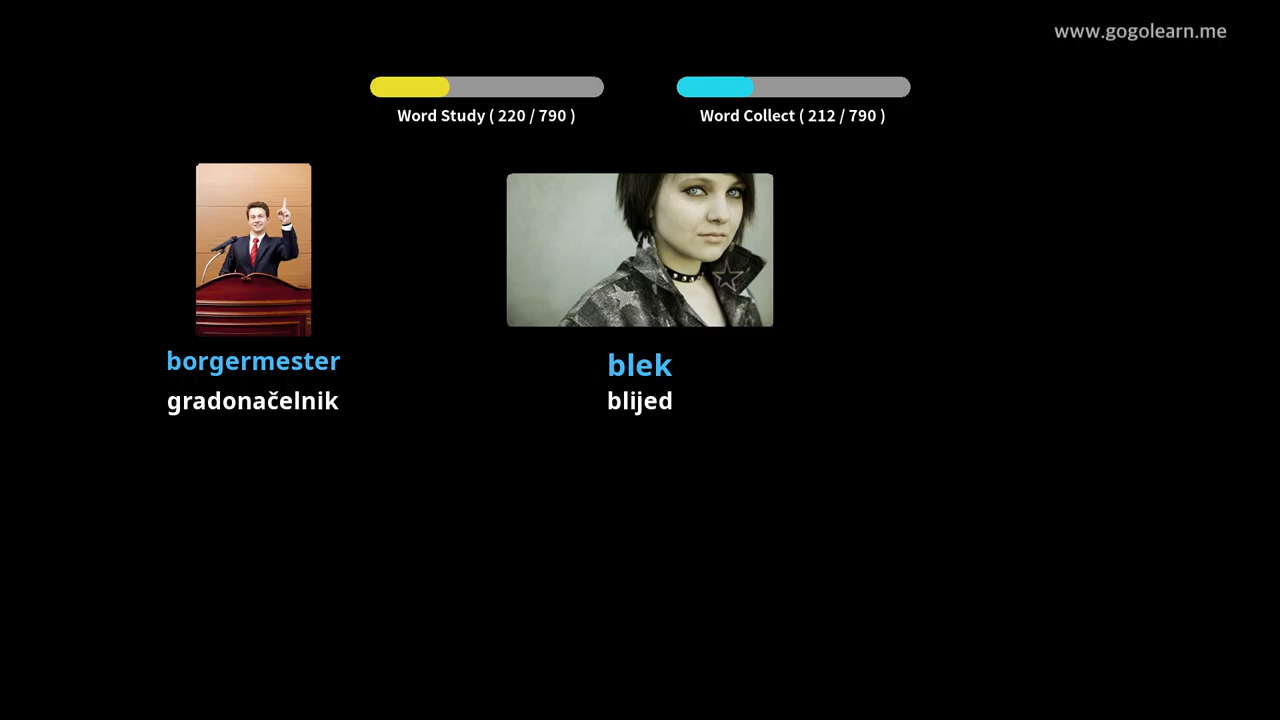 www.gogolearn.me
Word Study ( 220 / 790 )
Word Collect ( 212 / 790 )
borgermester
gradonačelnik
blek
blijed